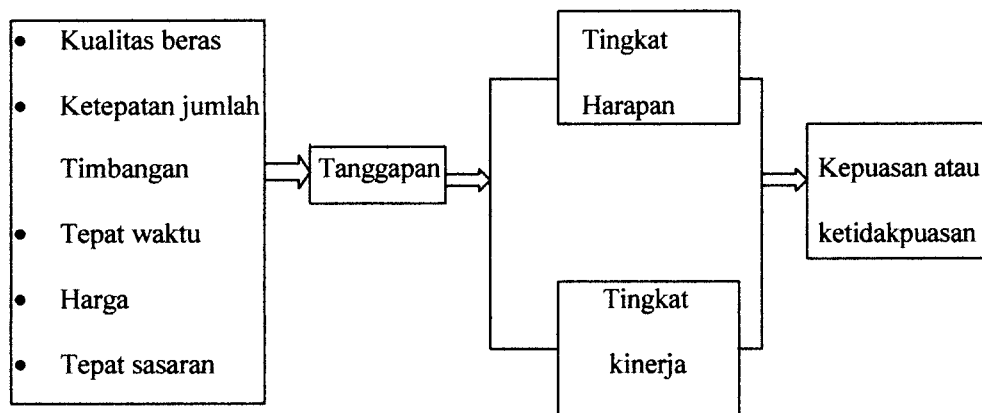 • Kualitas beras
• Ketepatan jumlah
Timbangan
• Tepat waktu
• Harga
• Tepat sasaran
Tanggapan
Tingkat
Harapan
Tingkat
kinerja
Kepuasan atau
ketidakpuasan